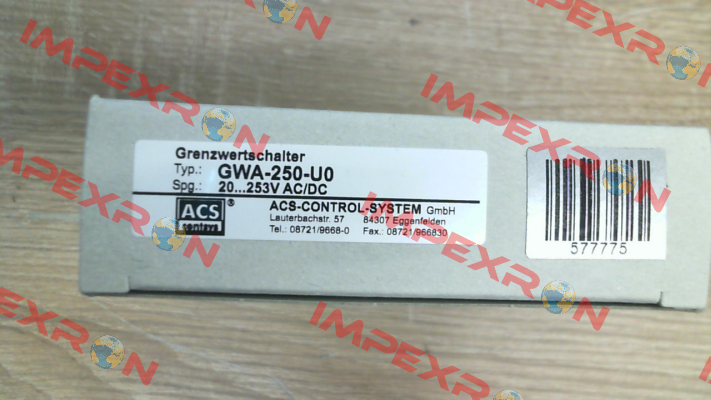 IMPEXRON
IMPEXRON
IMPEXRON
Grenzwertschalter
Typ.: GWA-250-U0
Spg.: 20...253V AC/DC
ACS®
ACS-CONTROL-SYSTEM GmbH
Lauterbachstr. 57 84307 Eggenfelden
Tel.: 08721/9668-0 Fax.: 08721/966830
577775
IMPEXRON
IMPEXRON
IMPEXRON